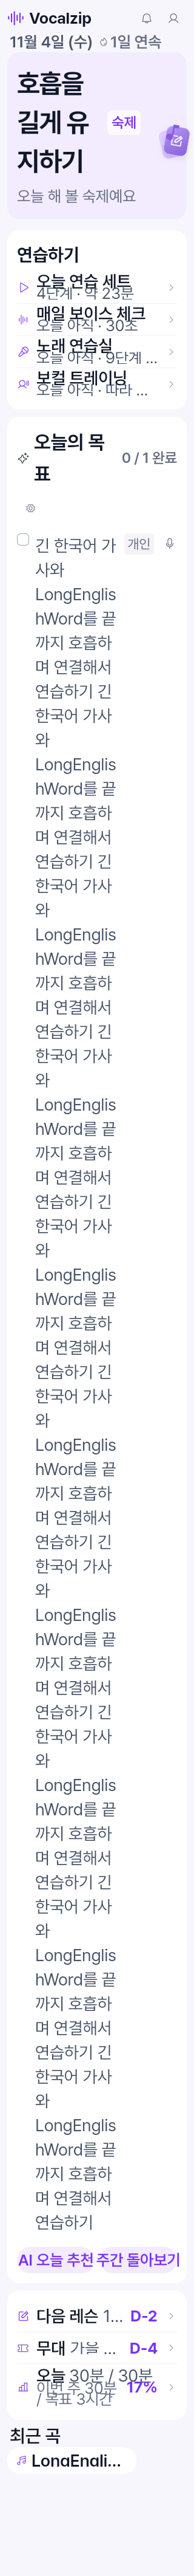 Vocalzip
11월 4일 (수) 1일 연속
호흡을
길게 유
지하기
숙제
오늘 해 볼 숙제예요
연습하기
오늘 연습 세트
4단계 · 약 23분
매일 보이스 체크
오늘 아직 · 30초
노래 연습실
오늘 아직 · 9단계 ...
보컬 트레이닝
오늘 아직 · 따라 ...
오늘의 목
표
0 / 1 완료
긴 한국어 가
사와
LongEnglis
hWord를 끝
까지 호흡하
며 연결해서
연습하기 긴
한국어 가사
와
LongEnglis
hWord를 끝
까지 호흡하
며 연결해서
연습하기 긴
한국어 가사
와
LongEnglis
hWord를 끝
까지 호흡하
며 연결해서
연습하기 긴
한국어 가사
와
LongEnglis
hWord를 끝
까지 호흡하
며 연결해서
연습하기 긴
한국어 가사
와
LongEnglis
hWord를 끝
까지 호흡하
며 연결해서
연습하기 긴
한국어 가사
와
LongEnglis
hWord를 끝
까지 호흡하
며 연결해서
연습하기 긴
한국어 가사
와
LongEnglis
hWord를 끝
까지 호흡하
며 연결해서
연습하기 긴
한국어 가사
와
LongEnglis
hWord를 끝
까지 호흡하
며 연결해서
연습하기 긴
한국어 가사
와
LongEnglis
hWord를 끝
까지 호흡하
며 연결해서
연습하기 긴
한국어 가사
와
LongEnglis
hWord를 끝
까지 호흡하
며 연결해서
연습하기
개인
AI 오늘 추천 주간 돌아보기
다음 레슨 1... D-2
무대 가을 ... D-4
오늘 30분 / 30분
이번 주 30분
/ 목표 3시간
17%
최근 곡
LongEngli...